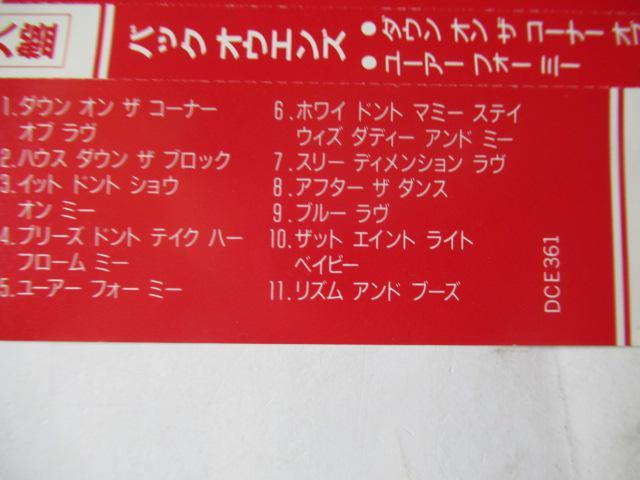 盤
バック オウエンズ
● ダウン オン ザ コーナー オブ
● ユーアー フォー ミー
1. ダウン オン ザ コーナー
オブ ラヴ
2. ハウス ダウン ザ ブロック
3. イット ドント ショウ
オン ミー
4. プリーズ ドント テイク ハー
フローム ミー
5. ユーアー フォー ミー
6. ホワイ ドント マミー ステイ
ウィズ ダディー アンド ミー
7. スリー ディメンション ラヴ
8. アフター ザ ダンス
9. ブルー ラヴ
10. ザット エイント ライト
ベイビー
11. リズム アンド ブーズ
DCE361